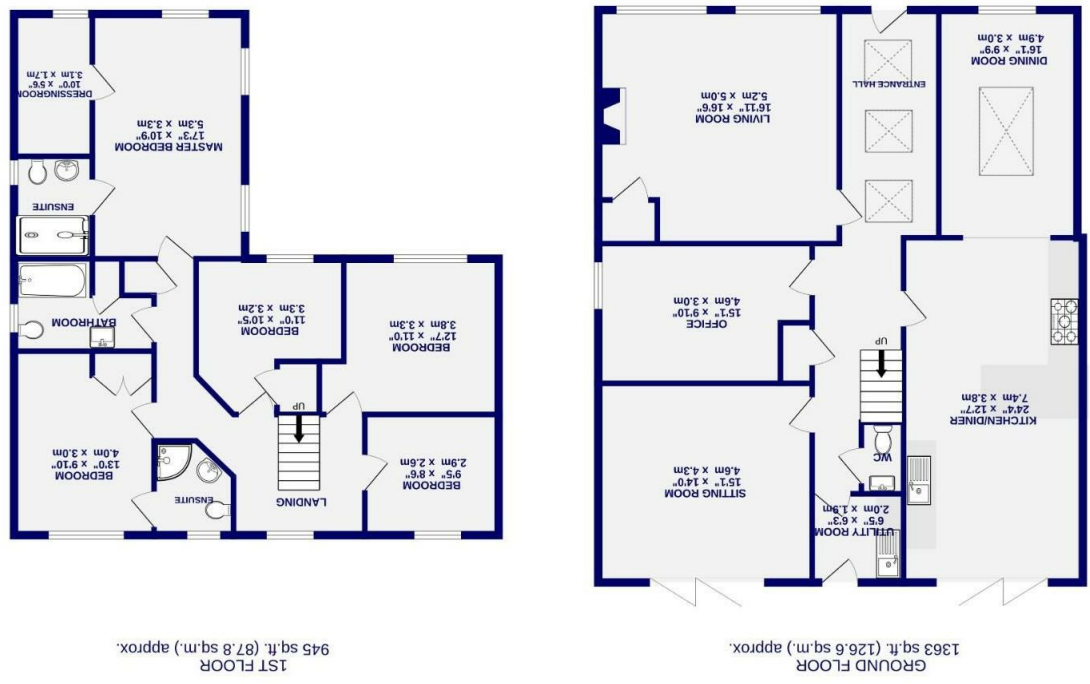 GROUND FLOOR
1363 sq.ft. (126.6 sq.m.) approx.
1ST FLOOR
945 sq.ft. (87.8 sq.m.) approx.
KITCHEN/DINER
24'4" x 12'7"
7.4m x 3.8m
UTILITY ROOM
6'5" x 6'3"
2.0m x 1.9m
WC
SITTING ROOM
15'1" x 14'0"
4.6m x 4.3m
UP
OFFICE
15'1" x 9'10"
4.6m x 3.0m
LIVING ROOM
16'11" x 16'6"
5.2m x 5.0m
ENTRANCE HALL
DINING ROOM
16'1" x 9'9"
4.9m x 3.0m
BEDROOM
9'5" x 8'6"
2.9m x 2.6m
LANDING
UP
ENSUITE
BEDROOM
13'0" x 9'10"
4.0m x 3.0m
BEDROOM
12'7" x 11'0"
3.8m x 3.3m
BEDROOM
11'0" x 10'5"
3.3m x 3.2m
BATHROOM
ENSUITE
MASTER BEDROOM
17'3" x 10'9"
5.3m x 3.3m
DRESSINGROOM
10'0" x 5'6"
3.1m x 1.7m